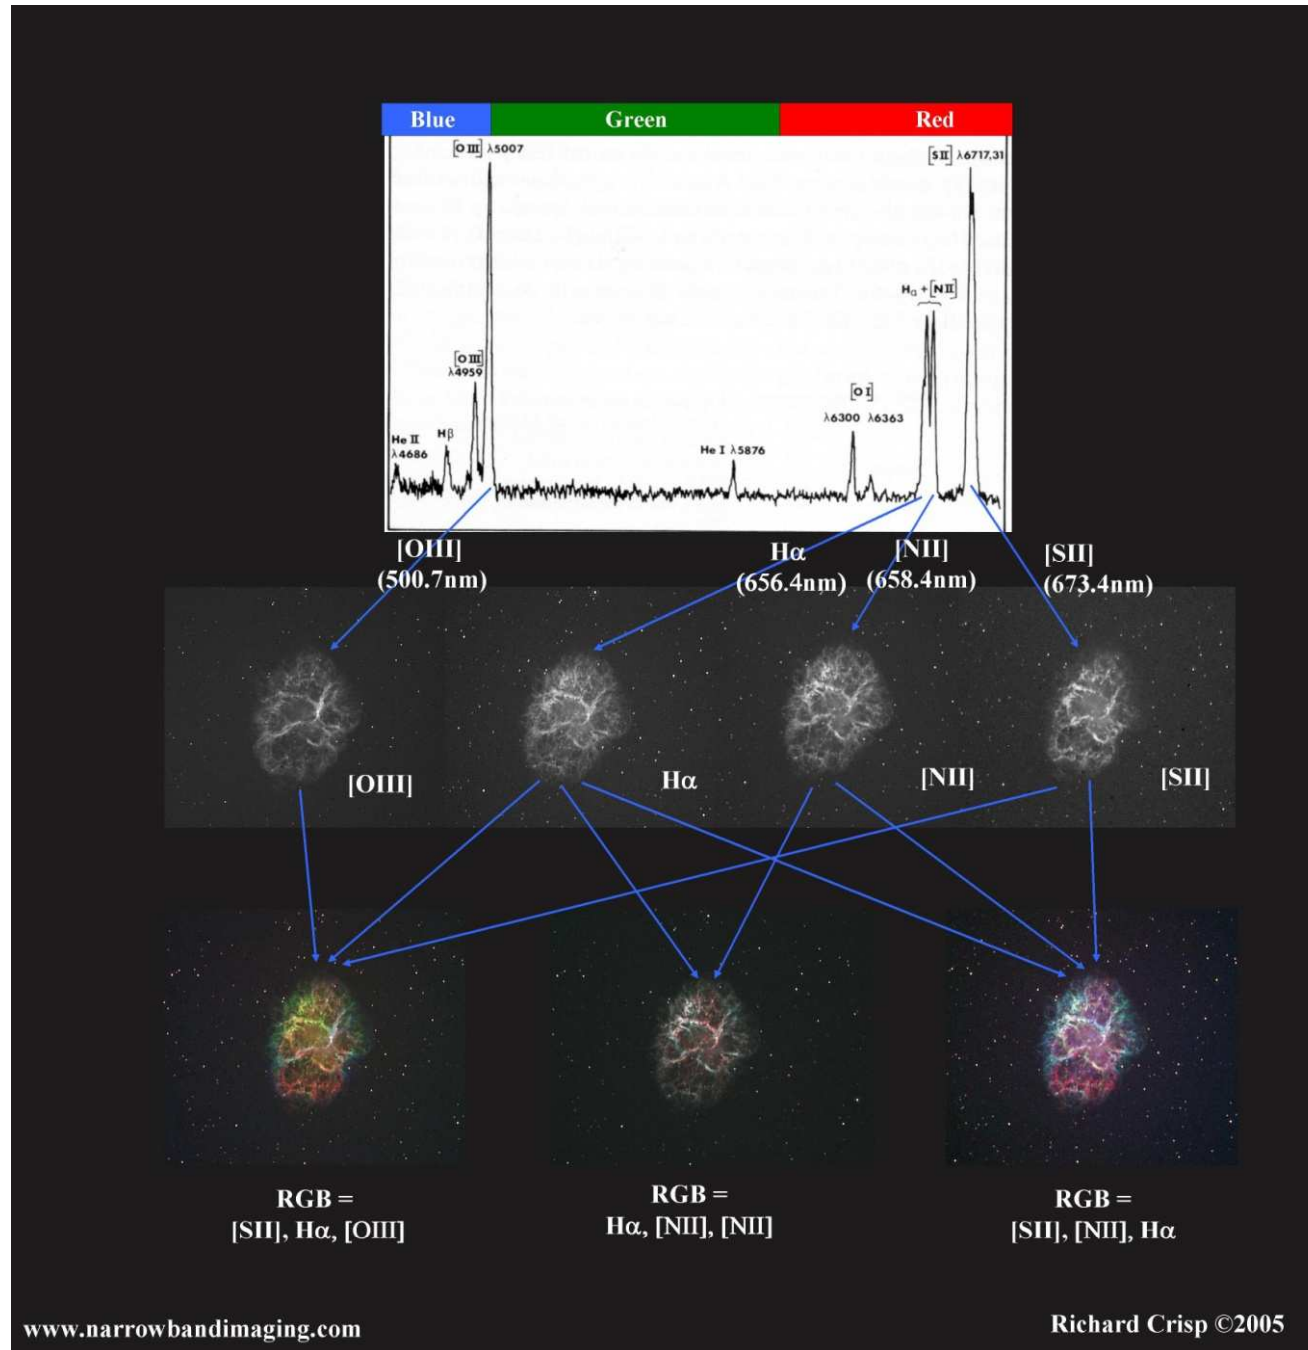 Blue Green Red
[O III] λ5007
[S II] λ6717,31
Hα + [N II]
[O III]
λ4959
[O I]
λ6300 λ6363
He II
λ4686
Hβ
He I λ5876
[OIII]
(500.7nm)
Hα
(656.4nm)
[NII]
(658.4nm)
[SII]
(673.4nm)
[OIII]
Hα
[NII]
[SII]
RGB =
[SII], Hα, [OIII]
RGB =
Hα, [NII], [NII]
RGB =
[SII], [NII], Hα
www.narrowbandimaging.com
Richard Crisp ©2005